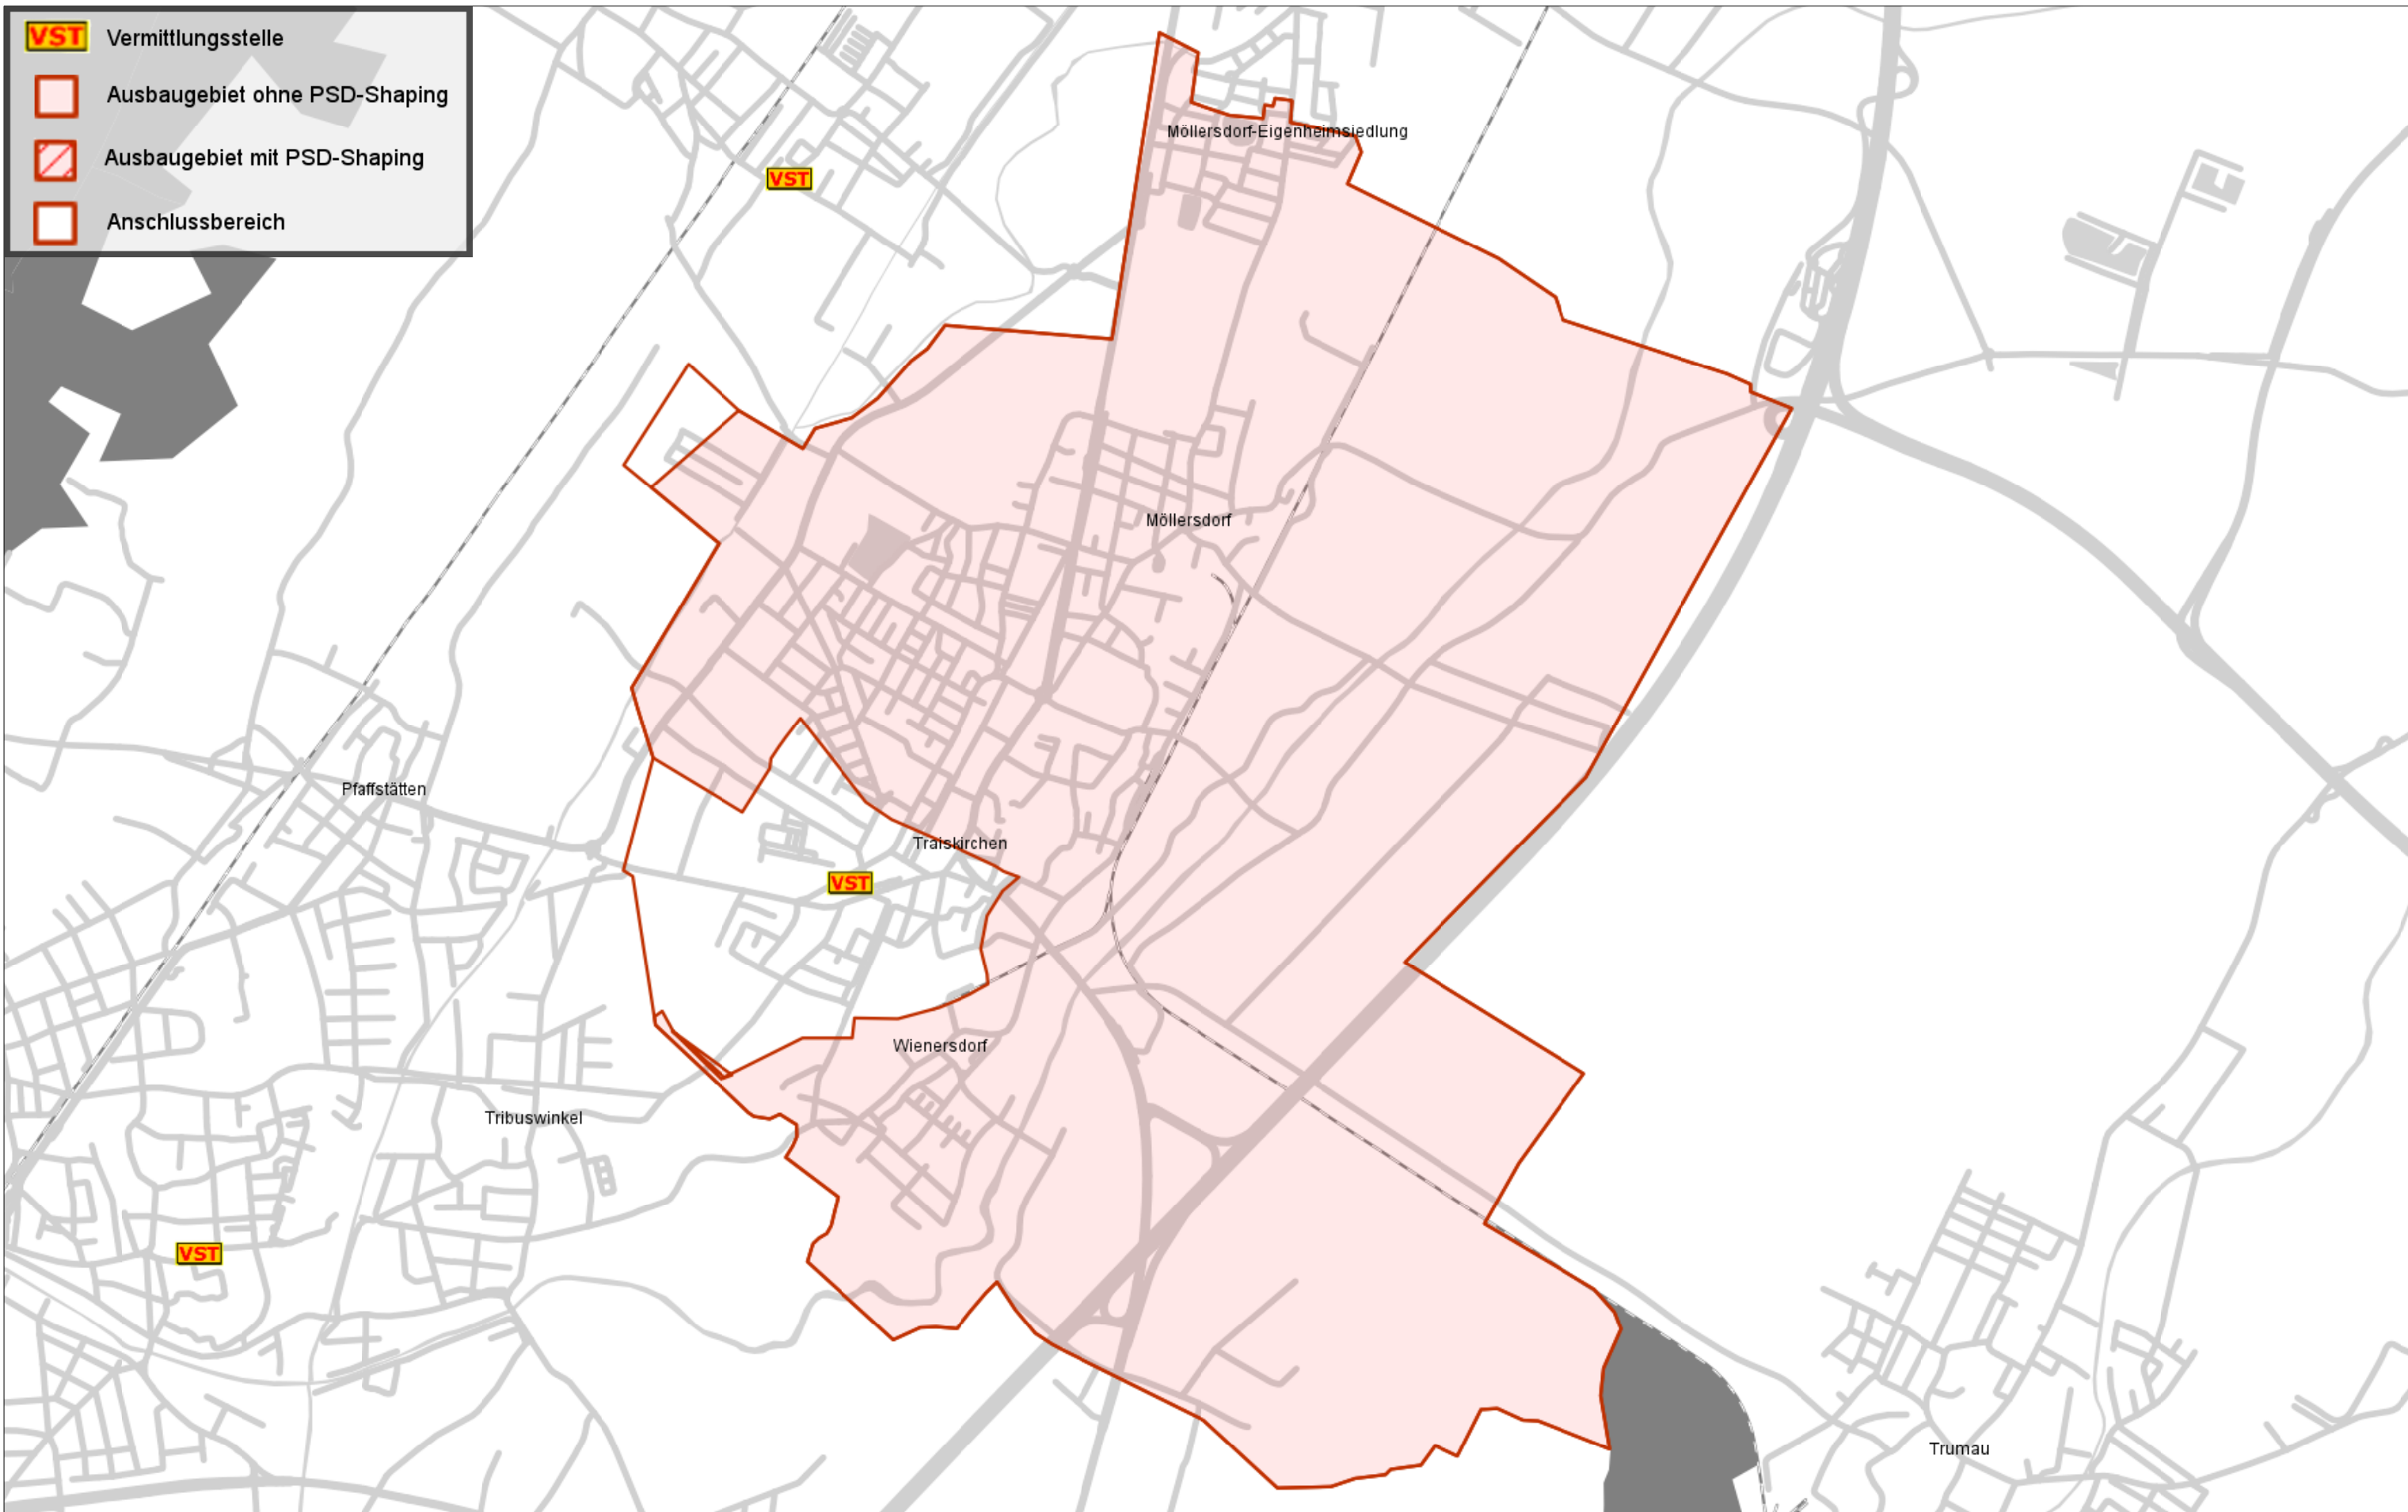 VST Vermittlungsstelle
Ausbaugebiet ohne PSD-Shaping
Ausbaugebiet mit PSD-Shaping
Anschlussbereich
Möllersdorf-Eigenheimsiedlung
VST
Möllersdorf
Pfaffstätten
Traiskirchen
VST
Wienersdorf
Tribuswinkel
VST
Trumau